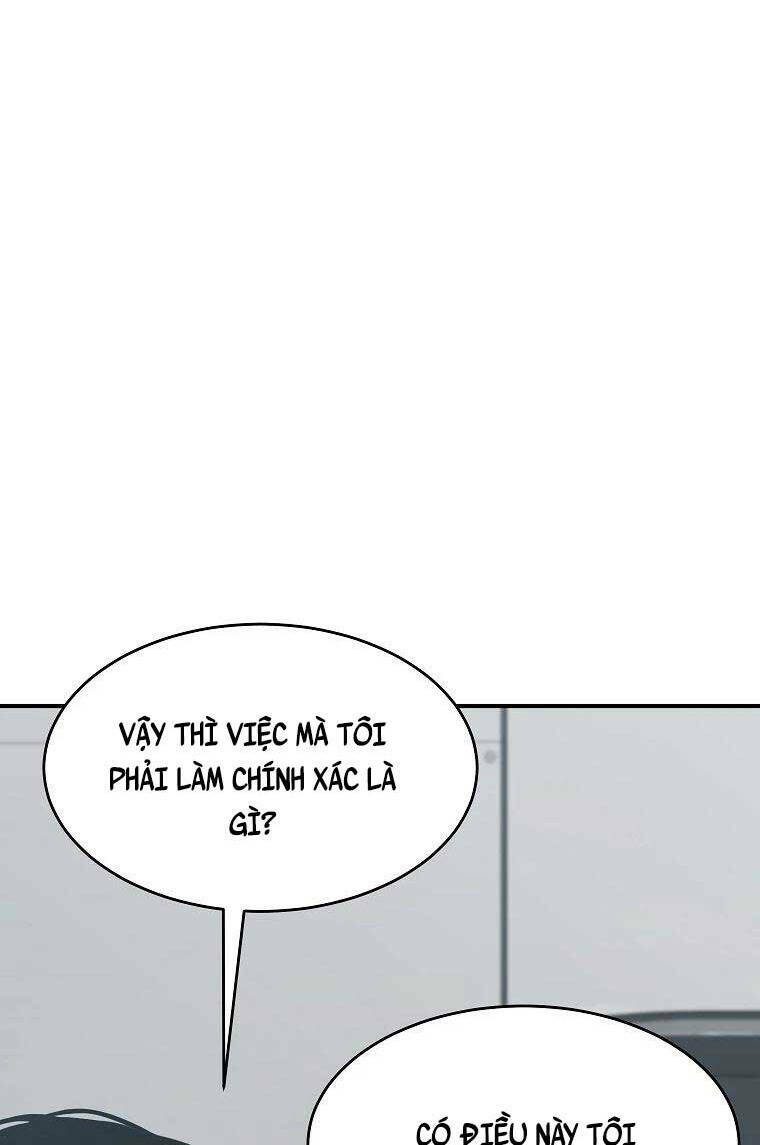 VẬY THÌ VIỆC MÀ TÔI
PHẢI LÀM CHÍNH XÁC LÀ
GÌ?
CÓ ĐIỀU NÀY TÔI